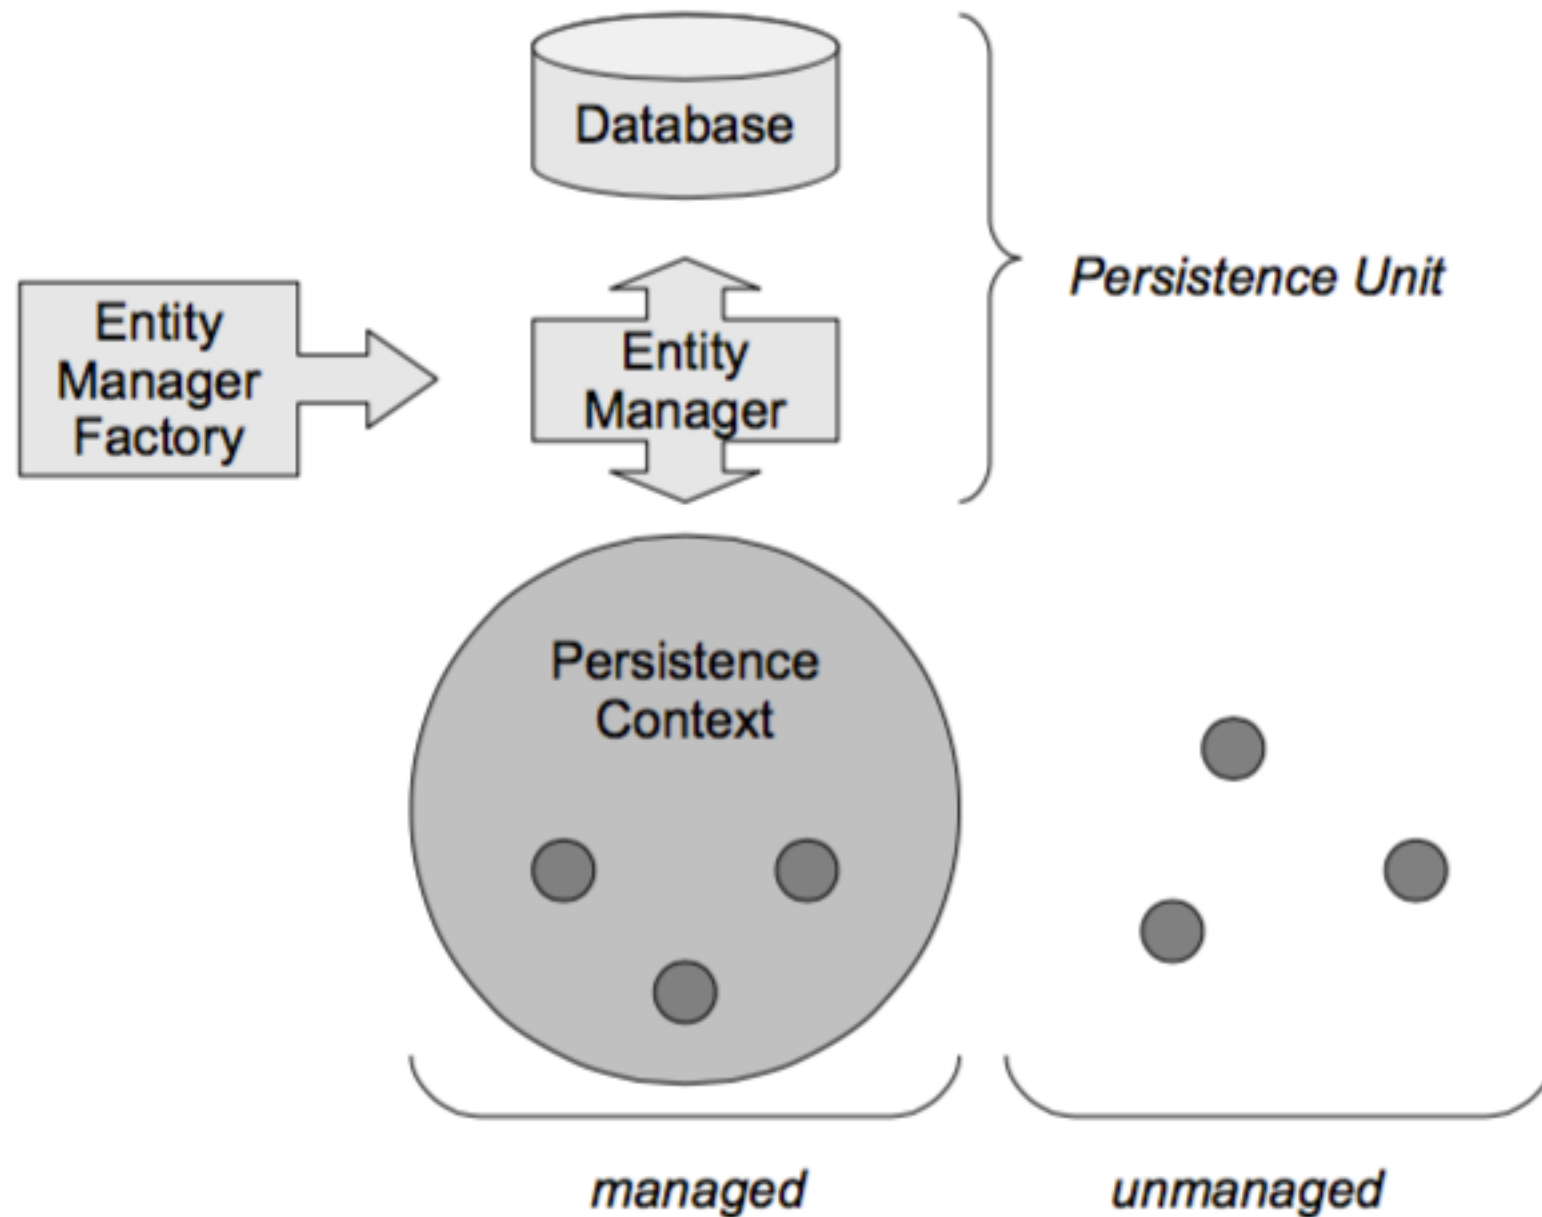 Database
Persistence Unit
Entity
Manager
Factory
Entity
Manager
Persistence
Context
managed
unmanaged